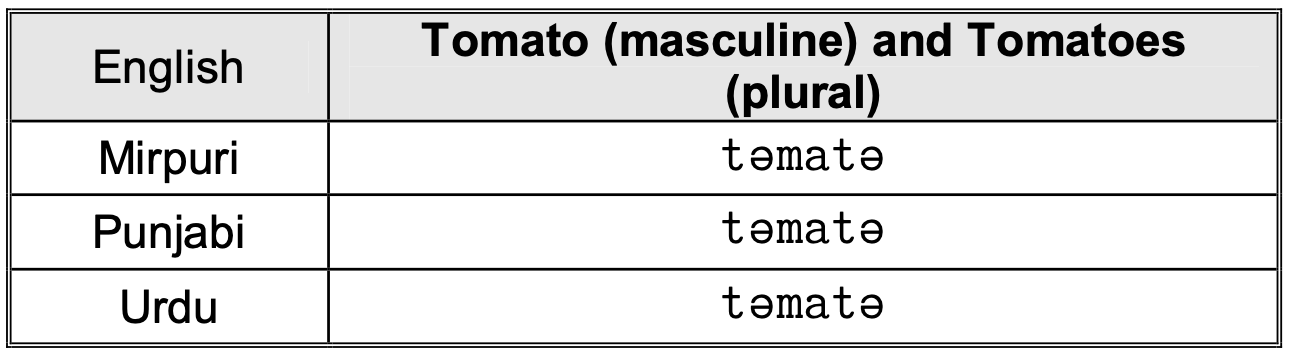 English
Tomato (masculine) and Tomatoes
(plural)
Mirpuri
təmatə
Punjabi
təmatə
Urdu
təmatə